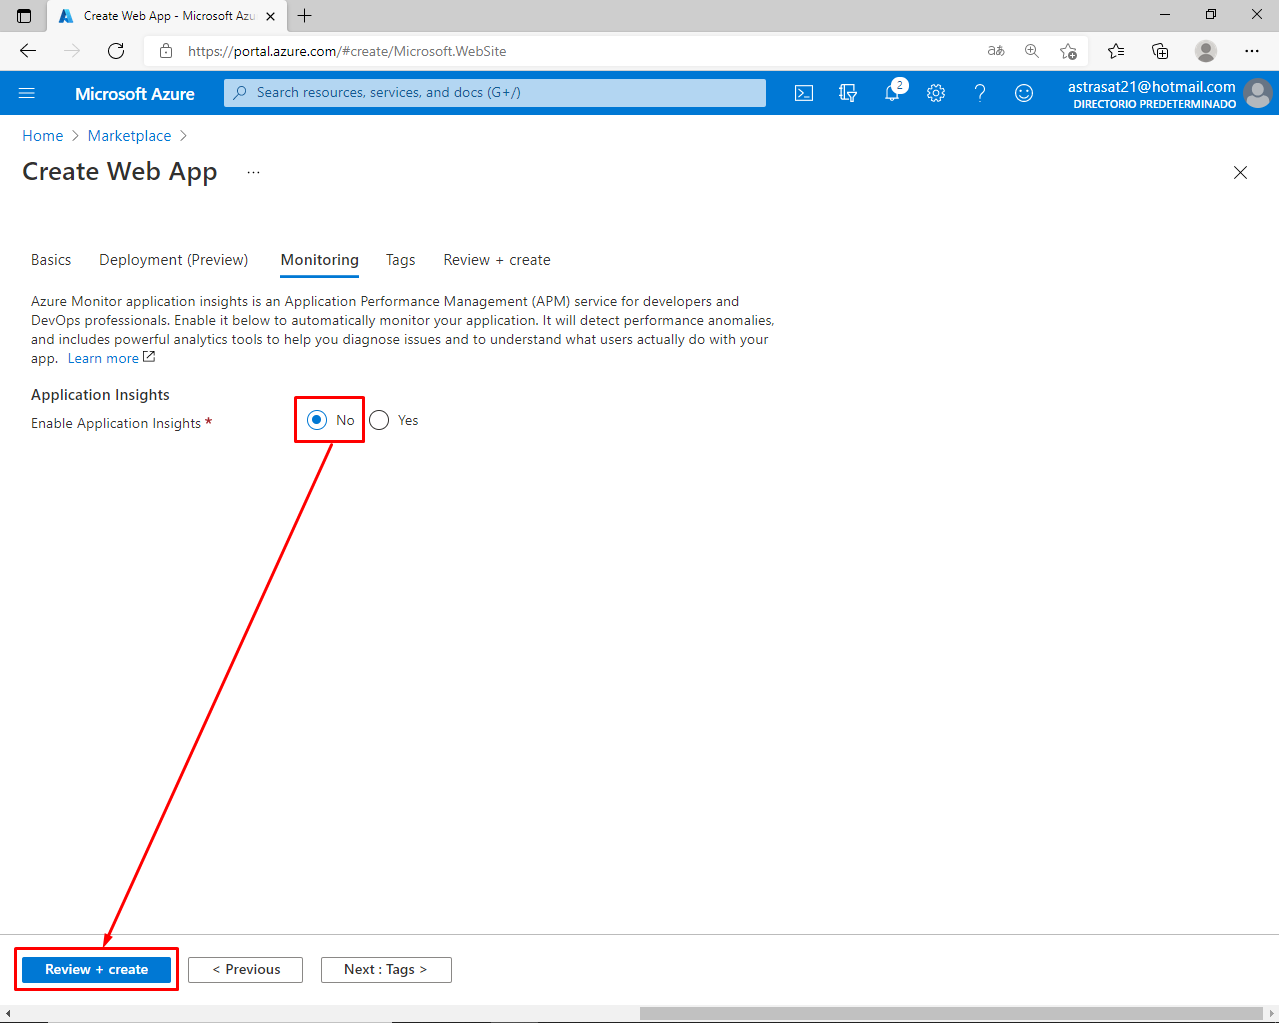 Create Web App - Microsoft Azu
https://portal.azure.com/#create/Microsoft.WebSite
Microsoft Azure
Search resources, services, and docs (G+/)
2
astrasat21@hotmail.com
DIRECTORIO PREDETERMINADO
Home > Marketplace >
Create Web App ...
Basics Deployment (Preview) Monitoring Tags Review + create
Azure Monitor application insights is an Application Performance Management (APM) service for developers and
DevOps professionals. Enable it below to automatically monitor your application. It will detect performance anomalies,
and includes powerful analytics tools to help you diagnose issues and to understand what users actually do with your
app. Learn more
Application Insights
Enable Application Insights *
No Yes
Review + create < Previous Next : Tags >